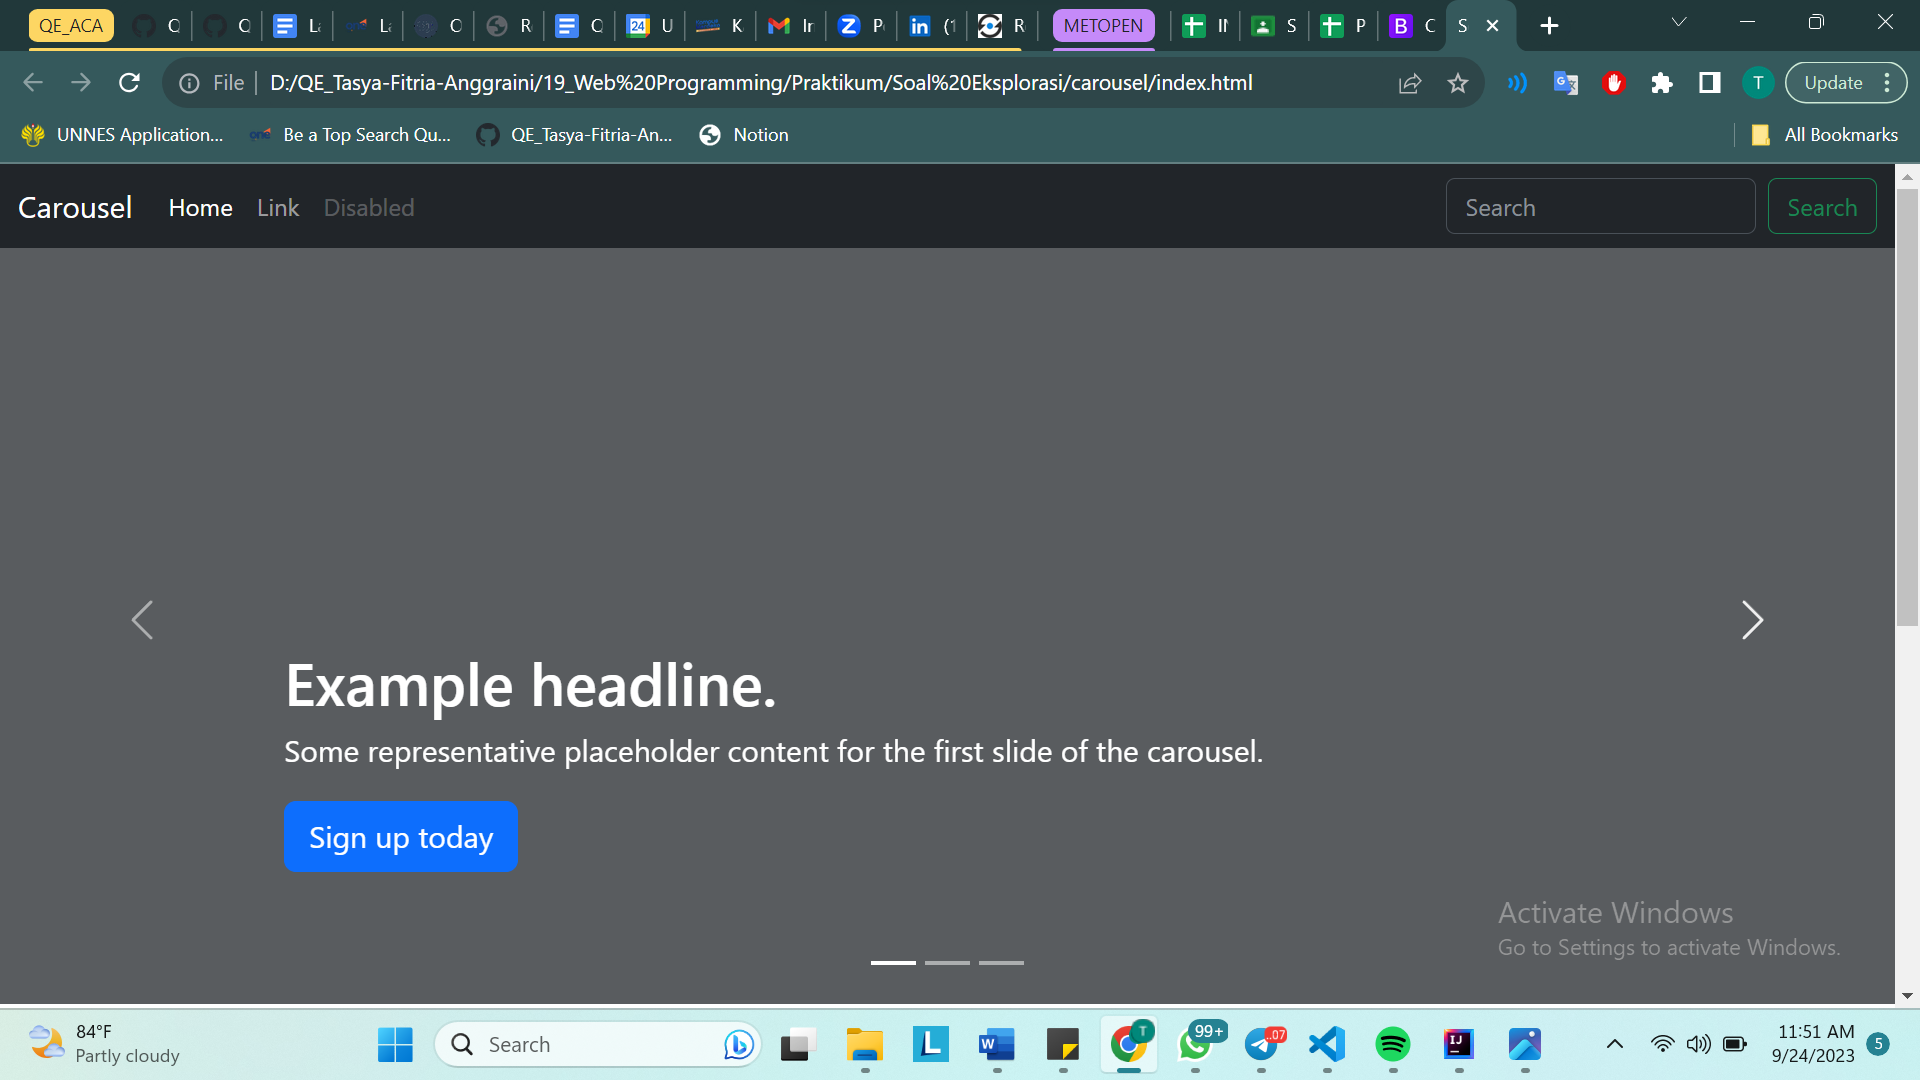 QE_ACA
METOPEN
File
D:/QE_Tasya-Fitria-Anggraini/19_Web%20Programming/Praktikum/Soal%20Eksplorasi/carousel/index.html
T
Update
UNNES Application...
one
Be a Top Search Qu...
QE_Tasya-Fitria-An...
Notion
All Bookmarks
Carousel
Home
Link
Disabled
Search
Search
Example headline.
Some representative placeholder content for the first slide of the carousel.
Sign up today
Activate Windows
Go to Settings to activate Windows.
84°F
Partly cloudy
Search
T
99+
..07
11:51 AM
9/24/2023
5